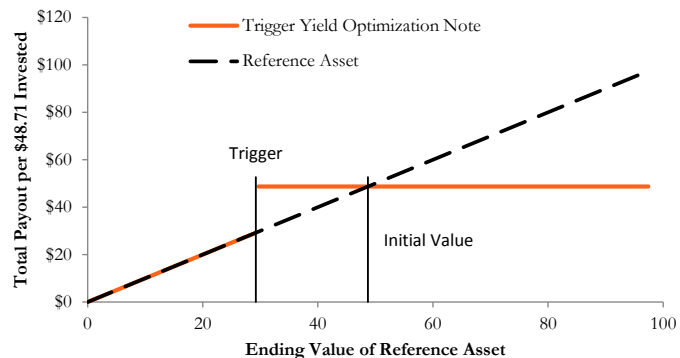 $120
$100
$80
$60
$40
$20
$0
Total Payout per $48.71 Invested
Trigger Yield Optimization Note
Reference Asset
Trigger
Initial Value
0 20 40 60 80 100
Ending Value of Reference Asset